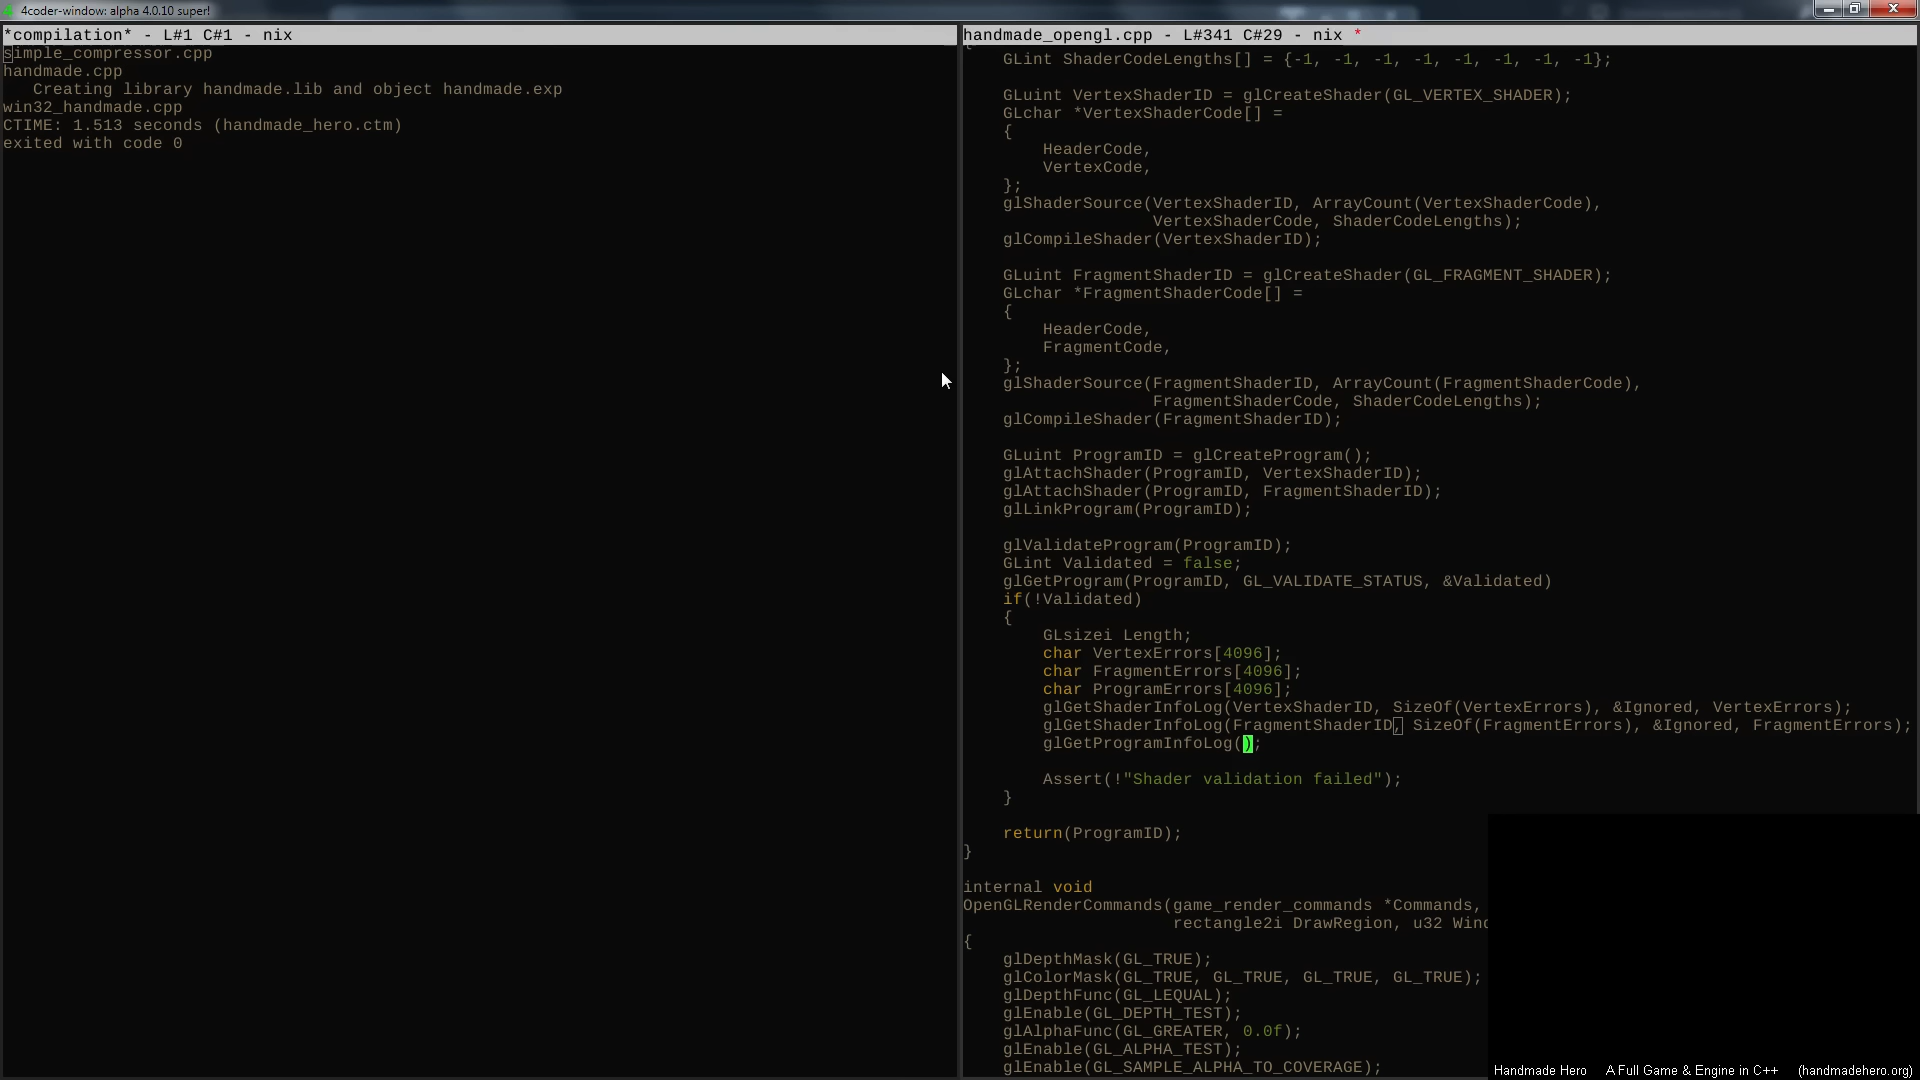 4coder-window: alpha 4.0.10 super!
*compilation* - L#1 C#1 - nix
simple_compressor.cpp
handmade.cpp
   Creating library handmade.lib and object handmade.exp
win32_handmade.cpp
CTIME: 1.513 seconds (handmade_hero.ctm)
exited with code 0
handmade_opengl.cpp - L#341 C#29 - nix *
{
    GLint ShaderCodeLengths[] = {-1, -1, -1, -1, -1, -1, -1, -1};
    GLuint VertexShaderID = glCreateShader(GL_VERTEX_SHADER);
    GLchar *VertexShaderCode[] =
    {
        HeaderCode,
        VertexCode,
    };
    glShaderSource(VertexShaderID, ArrayCount(VertexShaderCode),
                   VertexShaderCode, ShaderCodeLengths);
    glCompileShader(VertexShaderID);
    GLuint FragmentShaderID = glCreateShader(GL_FRAGMENT_SHADER);
    GLchar *FragmentShaderCode[] =
    {
        HeaderCode,
        FragmentCode,
    };
    glShaderSource(FragmentShaderID, ArrayCount(FragmentShaderCode),
                   FragmentShaderCode, ShaderCodeLengths);
    glCompileShader(FragmentShaderID);
    GLuint ProgramID = glCreateProgram();
    glAttachShader(ProgramID, VertexShaderID);
    glAttachShader(ProgramID, FragmentShaderID);
    glLinkProgram(ProgramID);
    glValidateProgram(ProgramID);
    GLint Validated = false;
    glGetProgram(ProgramID, GL_VALIDATE_STATUS, &Validated)
    if(!Validated)
    {
        GLsizei Length;
        char VertexErrors[4096];
        char FragmentErrors[4096];
        char ProgramErrors[4096];
        glGetShaderInfoLog(VertexShaderID, SizeOf(VertexErrors), &Ignored, VertexErrors);
        glGetShaderInfoLog(FragmentShaderID, SizeOf(FragmentErrors), &Ignored, FragmentErrors);
        glGetProgramInfoLog();
        Assert(!"Shader validation failed");
    }
    return(ProgramID);
}
internal void
OpenGLRenderCommands(game_render_commands *Commands,
                     rectangle2i DrawRegion, u32 Wind
{
    glDepthMask(GL_TRUE);
    glColorMask(GL_TRUE, GL_TRUE, GL_TRUE, GL_TRUE);
    glDepthFunc(GL_LEQUAL);
    glEnable(GL_DEPTH_TEST);
    glAlphaFunc(GL_GREATER, 0.0f);
    glEnable(GL_ALPHA_TEST);
    glEnable(GL_SAMPLE_ALPHA_TO_COVERAGE);
Handmade Hero A Full Game & Engine in C++ (handmadehero.org)